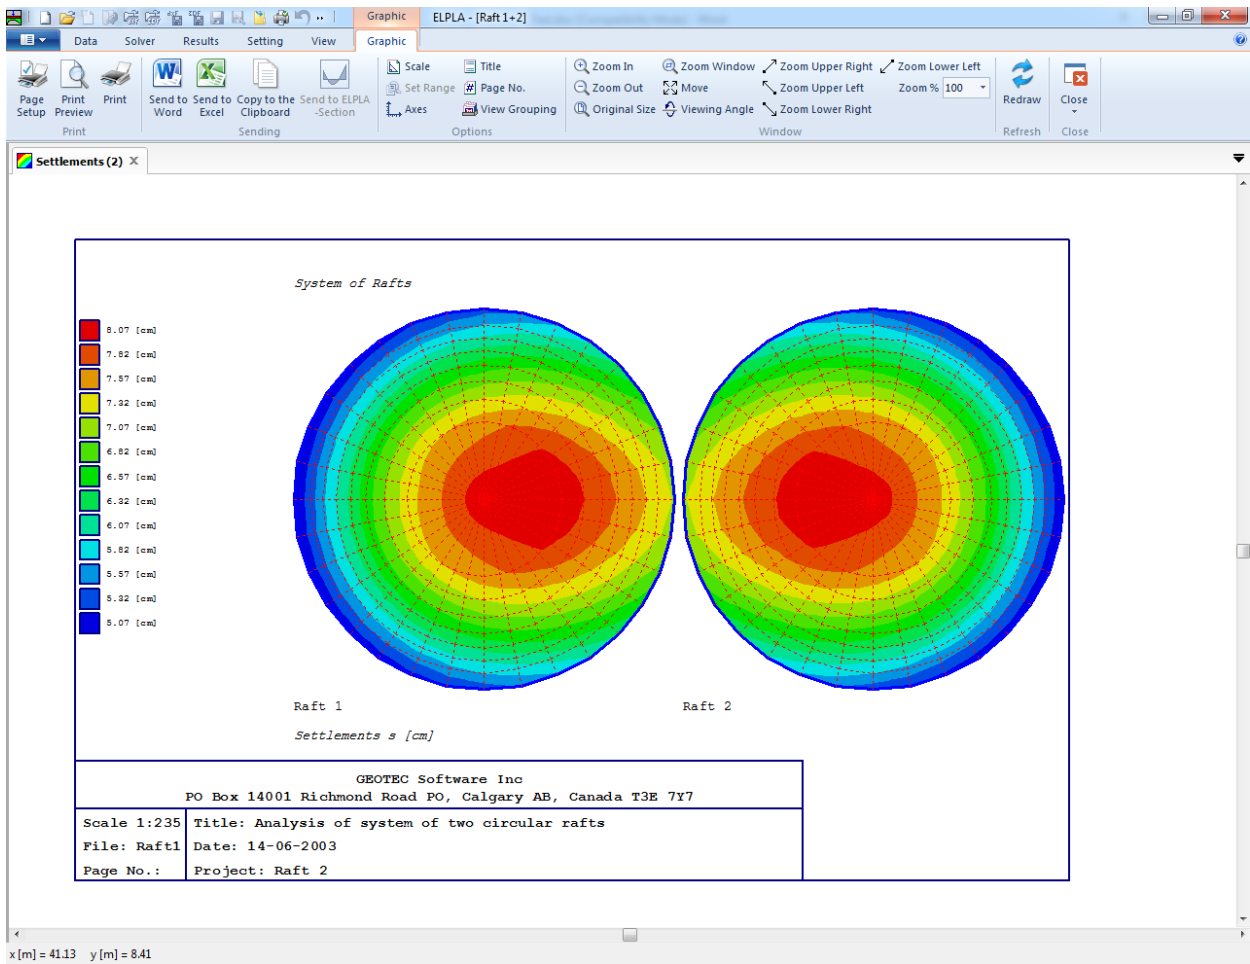 Graphic ELPLA - [Raft 1+2]
Data Solver Results Setting View Graphic
Page Setup Print Preview Print Send to Word Send to Excel Copy to the Clipboard Send to ELPLA -Section
Scale Title Zoom In Zoom Window Zoom Upper Right Zoom Lower Left
Set Range Page No. Zoom Out Move Zoom Upper Left Zoom % 100
Axes View Grouping Original Size Viewing Angle Zoom Lower Right
Redraw Close
Print Sending Options Window Refresh Close
Settlements (2)
System of Rafts
8.07 [cm]
7.82 [cm]
7.57 [cm]
7.32 [cm]
7.07 [cm]
6.82 [cm]
6.57 [cm]
6.32 [cm]
6.07 [cm]
5.82 [cm]
5.57 [cm]
5.32 [cm]
5.07 [cm]
Raft 1 Raft 2
Settlements s [cm]
GEOTEC Software Inc
PO Box 14001 Richmond Road PO, Calgary AB, Canada T3E 7Y7
Scale 1:235 Title: Analysis of system of two circular rafts
File: Raft1 Date: 14-06-2003
Page No.: Project: Raft 2
x [m] = 41.13 y [m] = 8.41